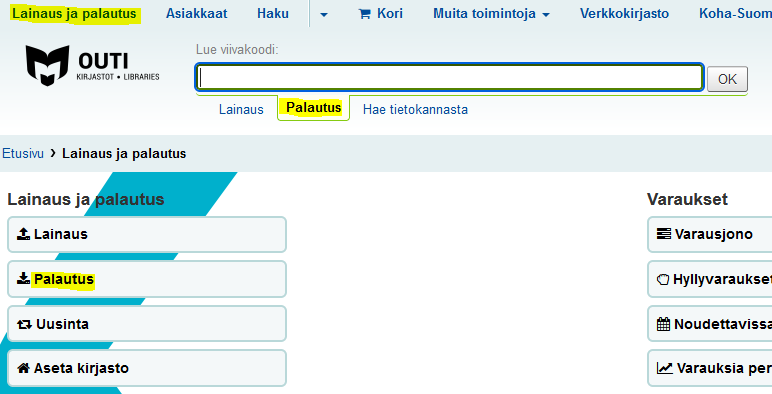 Lainaus ja palautus Asiakkaat Haku Kori Muita toimintoja Verkkokirjasto Koha-Suom
OUTI
KIRJASTOT • LIBRARIES
Lue viivakoodi:
OK
Lainaus Palautus Hae tietokannasta
Etusivu › Lainaus ja palautus
Lainaus ja palautus
Lainaus
Palautus
Uusinta
Aseta kirjasto
Varaukset
Varausjono
Hyllyvaraukset
Noudettavissa
Varauksia per